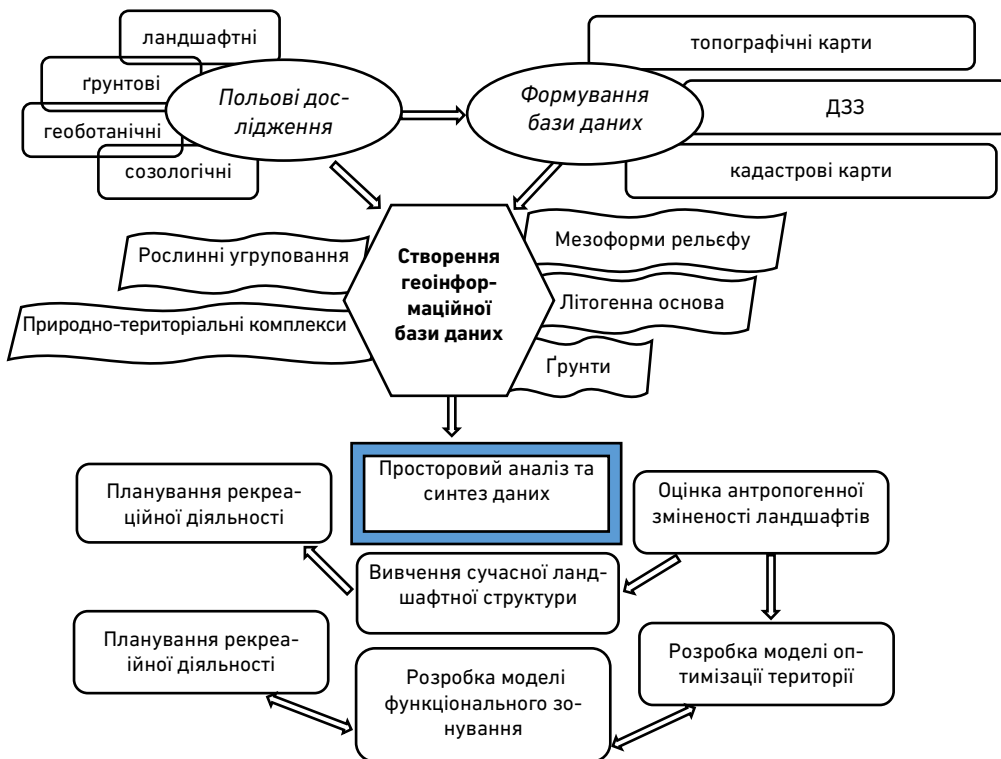 ландшафтні
ґрунтові
геоботанічні
созологічні
Польові дос-
лідження
Формування
бази даних
топографічні карти
ДЗЗ
кадастрові карти
Рослинні угруповання
Природно-територіальні комплекси
Створення
геоінфор-
маційної
бази даних
Мезоформи рельєфу
Літогенна основа
Ґрунти
Просторовий аналіз та
синтез даних
Планування рекреа-
ційної діяльності
Оцінка антропогенної
зміненості ландшафтів
Вивчення сучасної ланд-
шафтної структури
Планування рекреа-
ійної діяльності
Розробка моделі
функціонального зо-
нування
Розробка моделі оп-
тимізації території